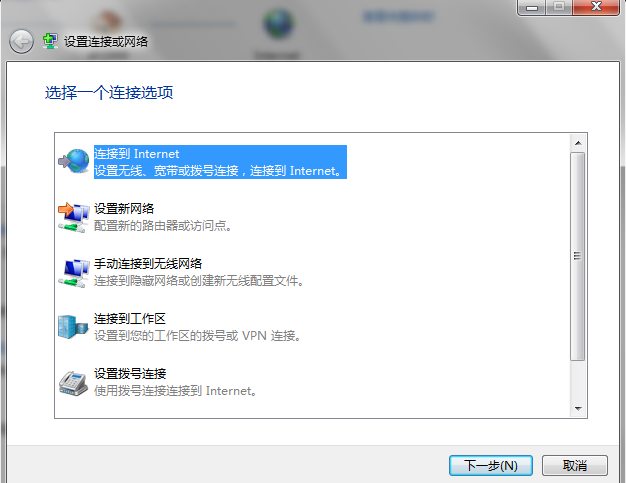 设置连接或网络
选择一个连接选项
连接到 Internet
设置无线、宽带或拨号连接，连接到 Internet。
设置新网络
配置新的路由器或访问点。
手动连接到无线网络
连接到隐藏网络或创建新无线配置文件。
连接到工作区
设置到您的工作区的拨号或 VPN 连接。
设置拨号连接
使用拨号连接连接到 Internet。
下一步(N)
取消